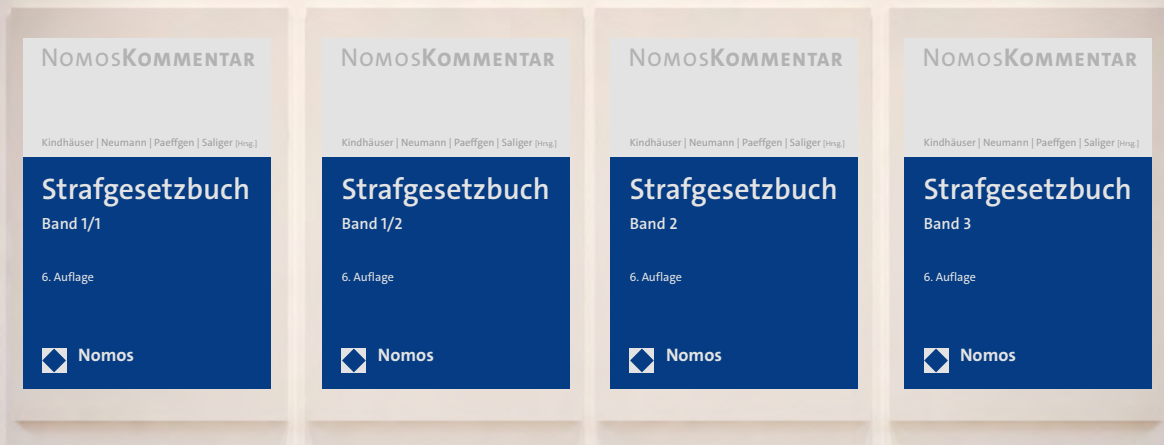 NomosKommentar
Kindhäuser | Neumann | Paeffgen | Saliger [Hrsg.]
Strafgesetzbuch
Band 1/1
6. Auflage
Nomos
NomosKommentar
Kindhäuser | Neumann | Paeffgen | Saliger [Hrsg.]
Strafgesetzbuch
Band 1/2
6. Auflage
Nomos
NomosKommentar
Kindhäuser | Neumann | Paeffgen | Saliger [Hrsg.]
Strafgesetzbuch
Band 2
6. Auflage
Nomos
NomosKommentar
Kindhäuser | Neumann | Paeffgen | Saliger [Hrsg.]
Strafgesetzbuch
Band 3
6. Auflage
Nomos